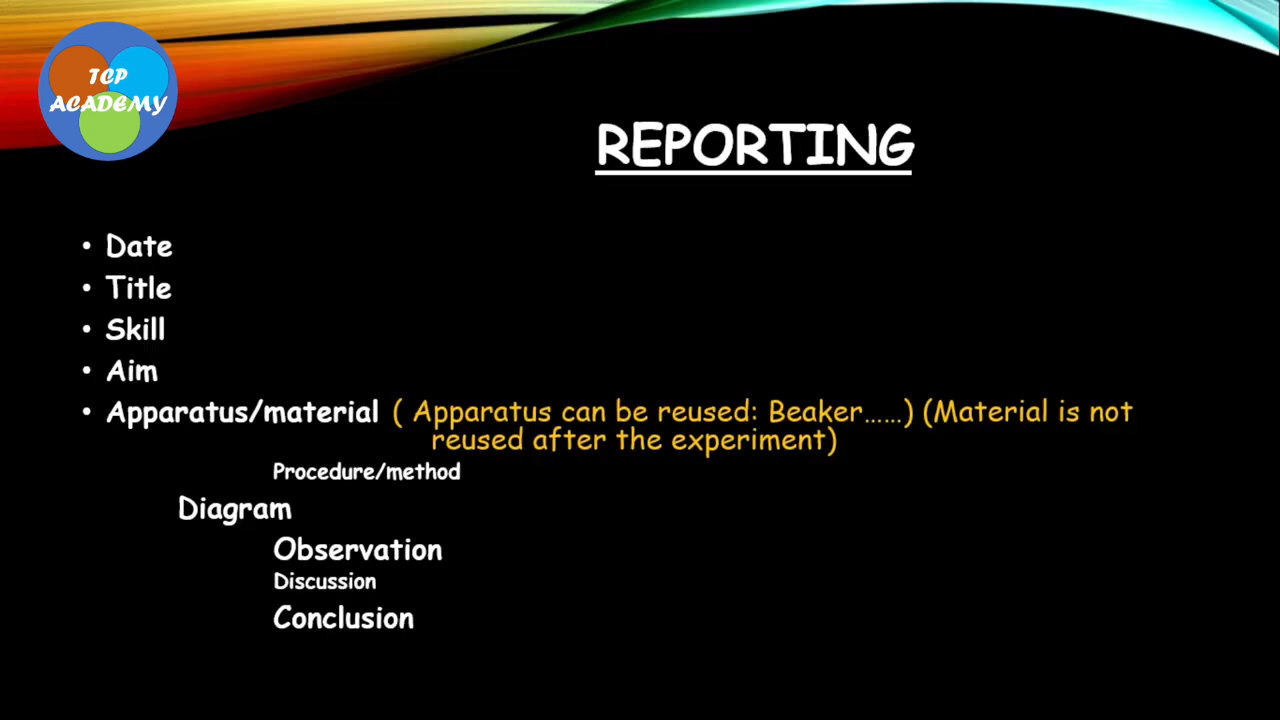 TCP
ACADEMY
REPORTING
• Date
• Title
• Skill
• Aim
• Apparatus/material ( Apparatus can be reused: Beaker……) (Material is not
reused after the experiment)
Procedure/method
Diagram
Observation
Discussion
Conclusion